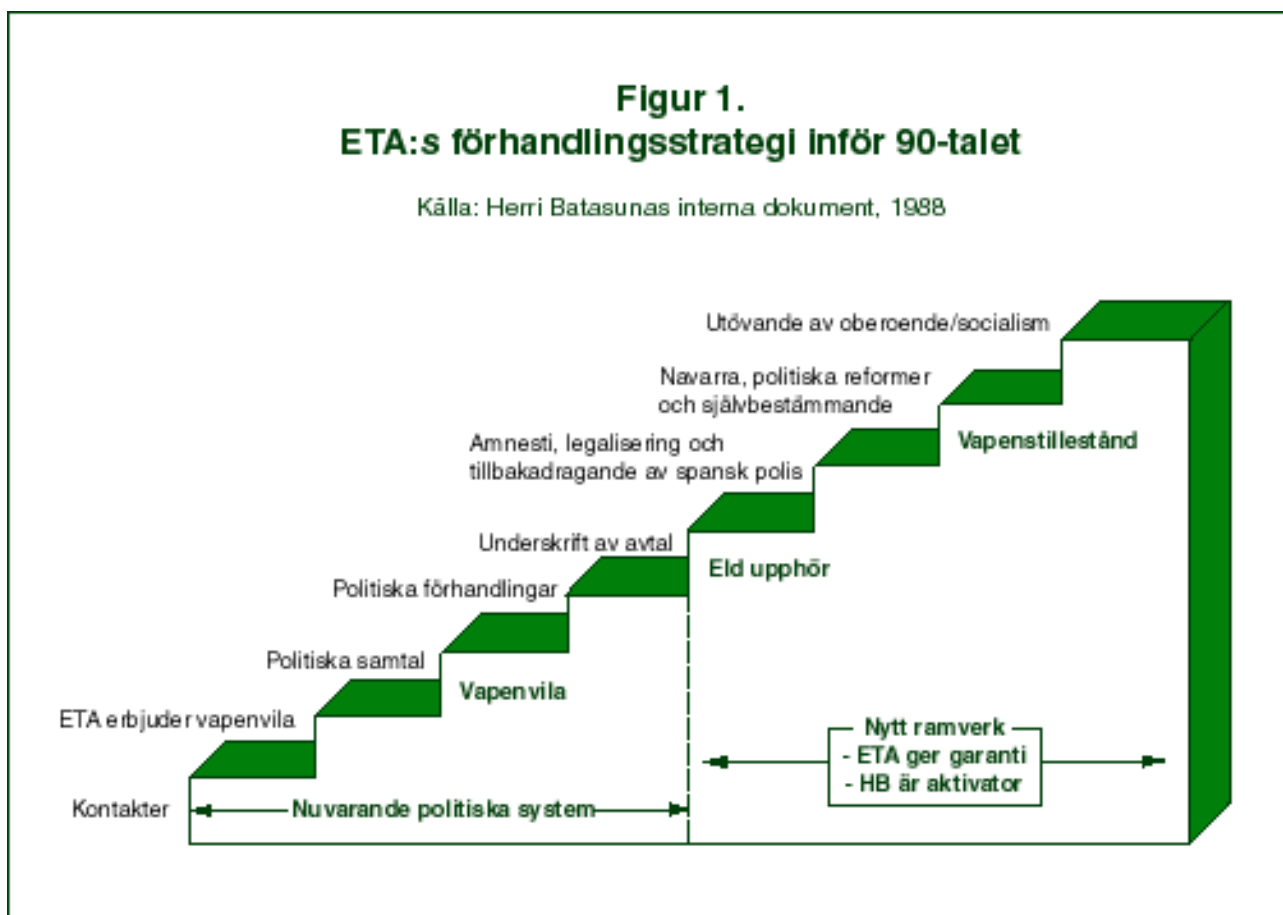 Figur 1.
ETA:s förhandlingsstrategi inför 90-talet
Källa: Herri Batasunas interna dokument, 1988
Utövande av oberoende/socialism
Navarra, politiska reformer
och självbestämmande
Vapenstillestånd
Amnesti, legalisering och
tillbakadragande av spansk polis
Underskrift av avtal
Eld upphör
Politiska förhandlingar
Politiska samtal
Vapenvila
ETA erbjuder vapenvila
Nytt ramverk
- ETA ger garanti
- HB är aktivator
Kontakter
Nuvarande politiska system